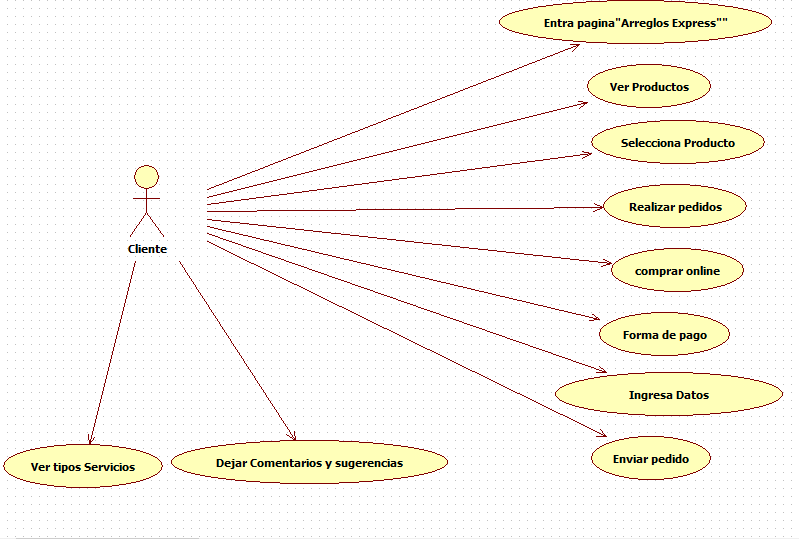 Entra pagina"Arreglos Express""
Ver Productos
Selecciona Producto
Realizar pedidos
Cliente
comprar online
Forma de pago
Ingresa Datos
Enviar pedido
Ver tipos Servicios
Dejar Comentarios y sugerencias